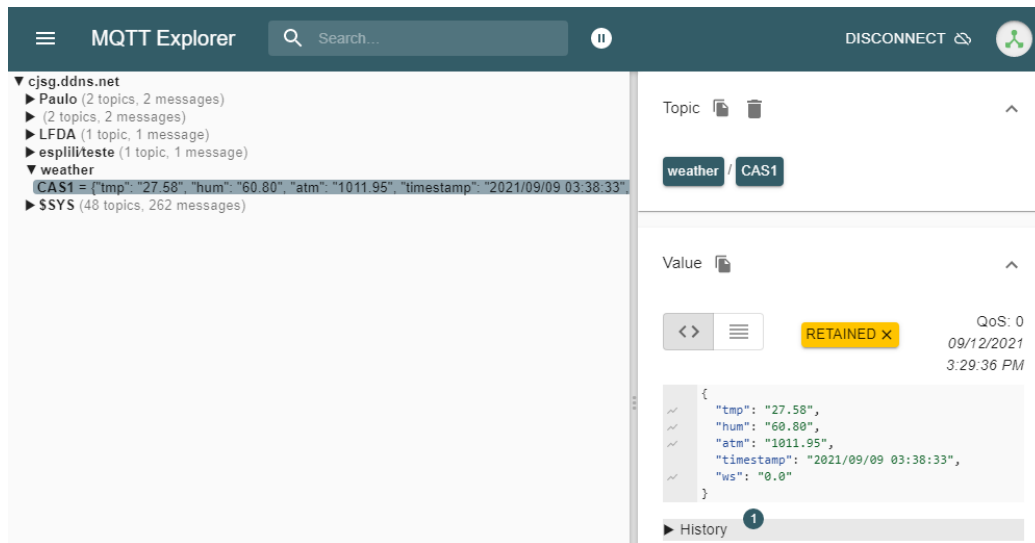 MQTT Explorer
Search...
DISCONNECT
▼ cjsg.ddns.net
▶ Paulo (2 topics, 2 messages)
▶ (2 topics, 2 messages)
▶ LFDA (1 topic, 1 message)
▶ esplili/teste (1 topic, 1 message)
▼ weather
CAS1 = {"tmp": "27.58", "hum": "60.80", "atm": "1011.95", "timestamp": "2021/09/09 03:38:33",
▶ $SYS (48 topics, 262 messages)
Topic
weather / CAS1
Value
RETAINED ×
QoS: 0
09/12/2021
3:29:36 PM
{
"tmp": "27.58",
"hum": "60.80",
"atm": "1011.95",
"timestamp": "2021/09/09 03:38:33",
"ws": "0.0"
}
▶ History 1